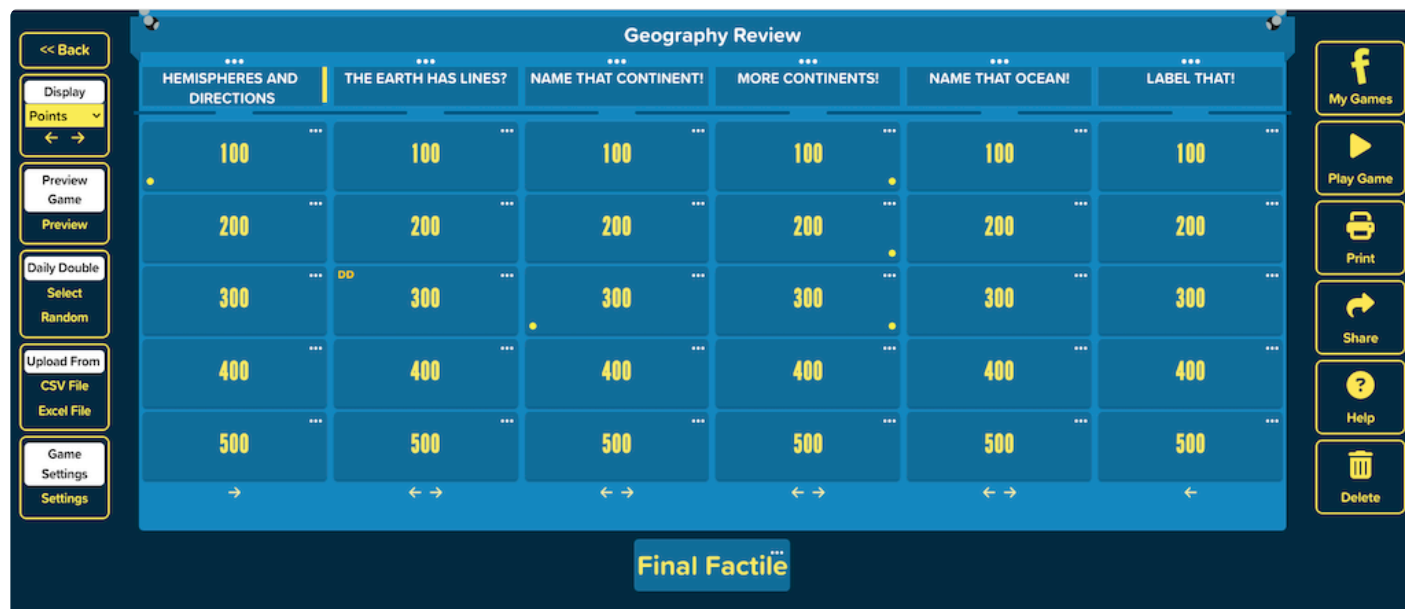 << Back
Display
Points
← →
Preview
Game
Preview
Daily Double
Select
Random
Upload From
CSV File
Excel File
Game
Settings
Settings
Geography Review
HEMISPHERES AND
DIRECTIONS
THE EARTH HAS LINES?
NAME THAT CONTINENT!
MORE CONTINENTS!
NAME THAT OCEAN!
LABEL THAT!
100 100 100 100 100 100
200 200 200 200 200 200
DD
300 300 300 300 300 300
400 400 400 400 400 400
500 500 500 500 500 500
→ ← → ← → ← → ← → ←
Final Factile
My Games
Play Game
Print
Share
?
Help
Delete